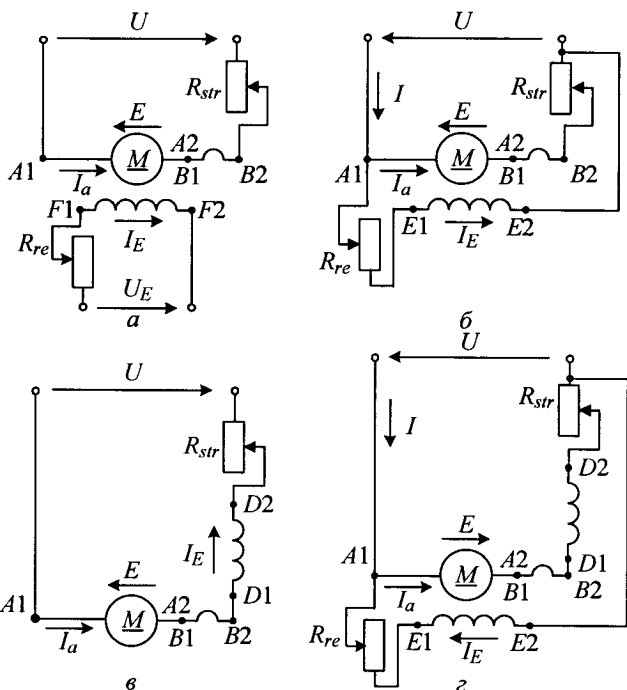 U
R_str
E
M
A1
I_a
A2
B1
B2
F1
F2
I_E
R_re
U_E
а
U
I
R_str
E
M
A1
I_a
A2
B1
B2
E1
E2
I_E
R_re
б
U
R_str
D2
I_E
D1
E
M
A1
I_a
A2
B1
B2
в
U
I
R_str
D2
E
M
A1
I_a
A2
B1
D1
B2
E1
E2
I_E
R_re
г